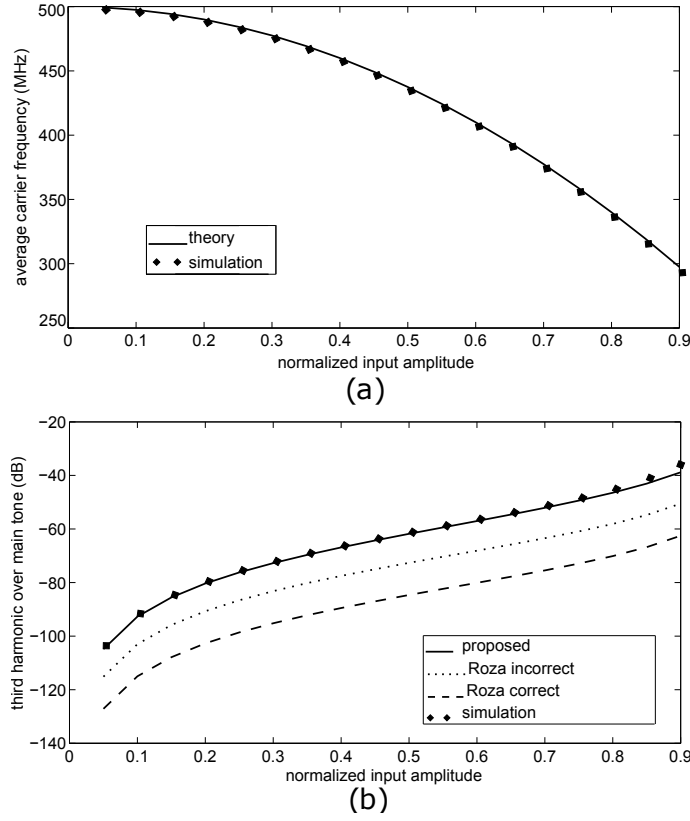 500
450
400
350
300
250
average carrier frequency (MHz)
theory
simulation
0 0.1 0.2 0.3 0.4 0.5 0.6 0.7 0.8 0.9
normalized input amplitude
(a)
−20
−40
−60
−80
−100
−120
−140
third harmonic over main tone (dB)
proposed
Roza incorrect
Roza correct
simulation
0 0.1 0.2 0.3 0.4 0.5 0.6 0.7 0.8 0.9
normalized input amplitude
(b)